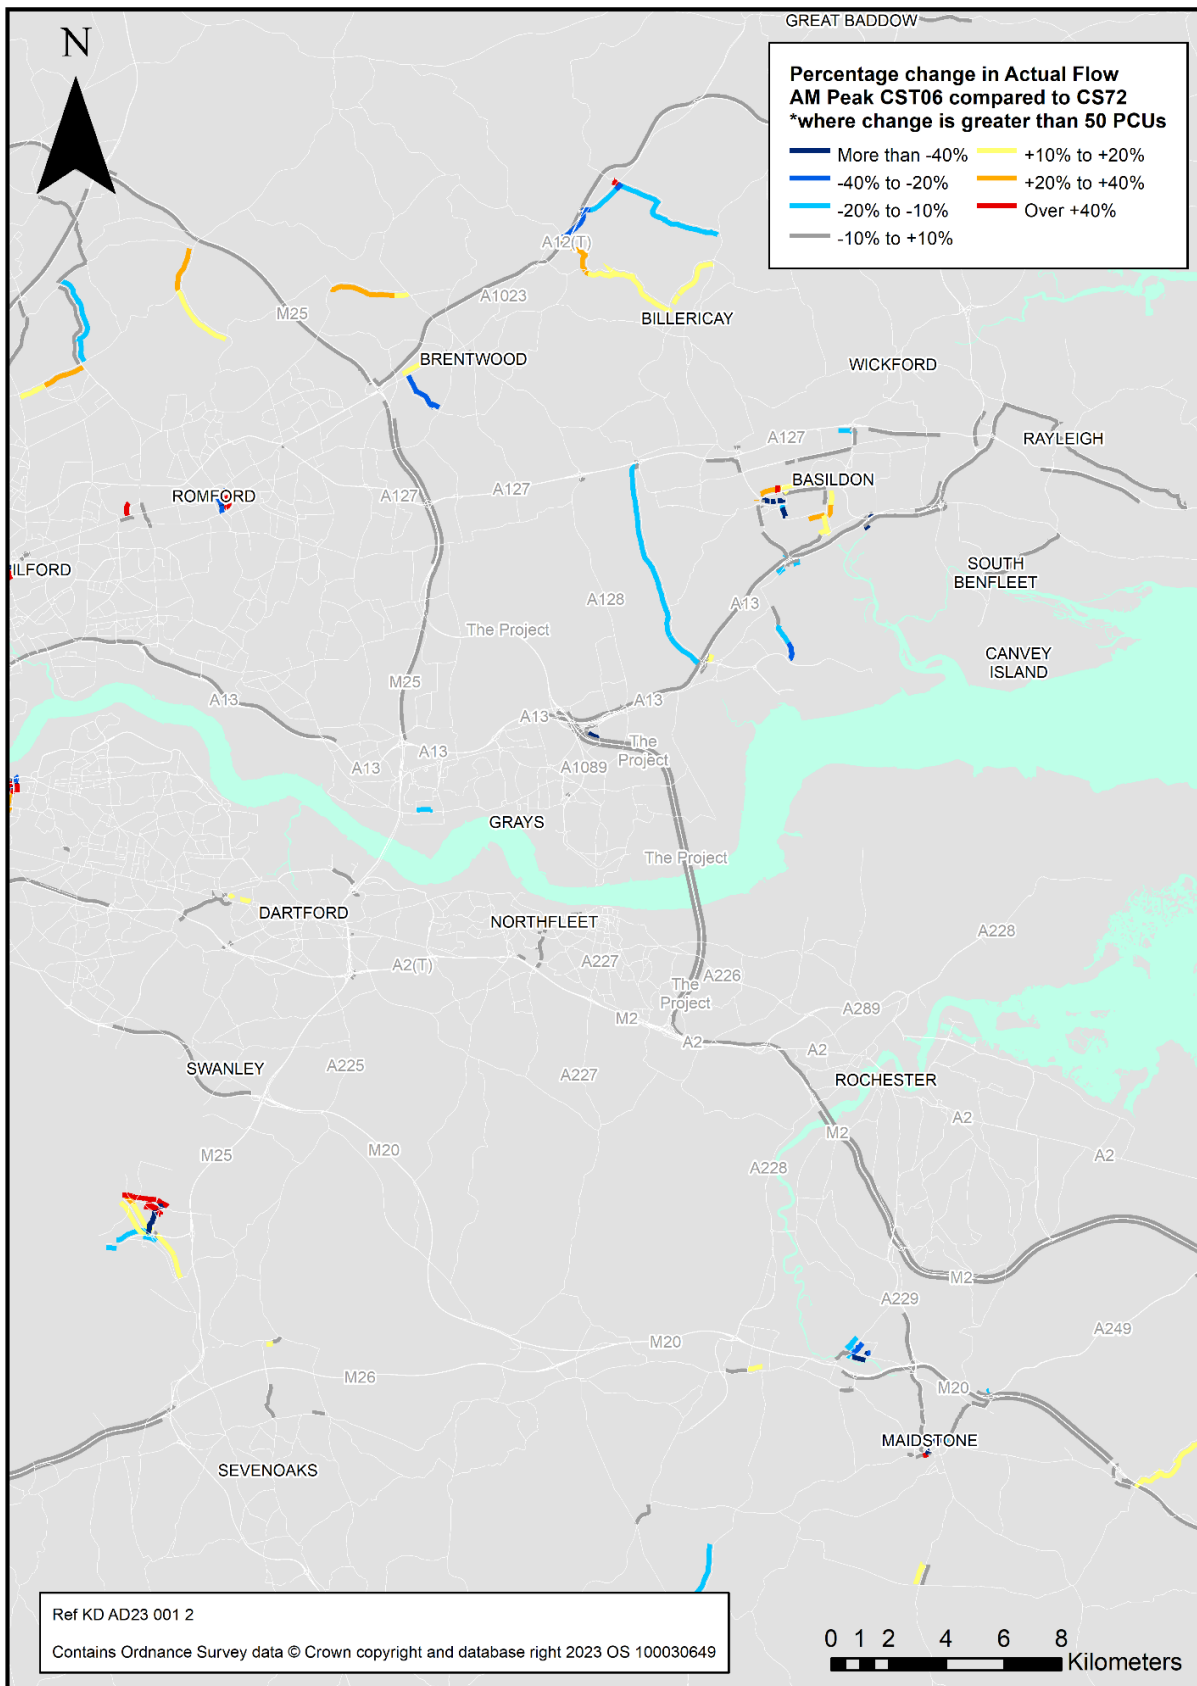 GREAT BADDOW
N
Percentage change in Actual Flow
AM Peak CST06 compared to CS72
*where change is greater than 50 PCUs
More than -40%
+10% to +20%
-40% to -20%
+20% to +40%
-20% to -10%
Over +40%
-10% to +10%
A12(T)
A1023
M25
BILLERICAY
BRENTWOOD
WICKFORD
RAYLEIGH
A127
BASILDON
ROMFORD
A127
A127
ILFORD
SOUTH
BENFLEET
A128
A13
The Project
CANVEY
ISLAND
M25
A13
A13
A13
The
Project
A13
A13
A1089
GRAYS
The Project
DARTFORD
NORTHFLEET
A228
A2(T)
A227
A226
The
Project
A289
M2
A2
A2
SWANLEY
A225
A227
ROCHESTER
A2
M2
M25
M20
A228
A2
M2
A229
A249
M20
M26
M20
MAIDSTONE
SEVENOAKS
Ref KD AD23 001 2
Contains Ordnance Survey data © Crown copyright and database right 2023 OS 100030649
0 1 2 4 6 8
Kilometers